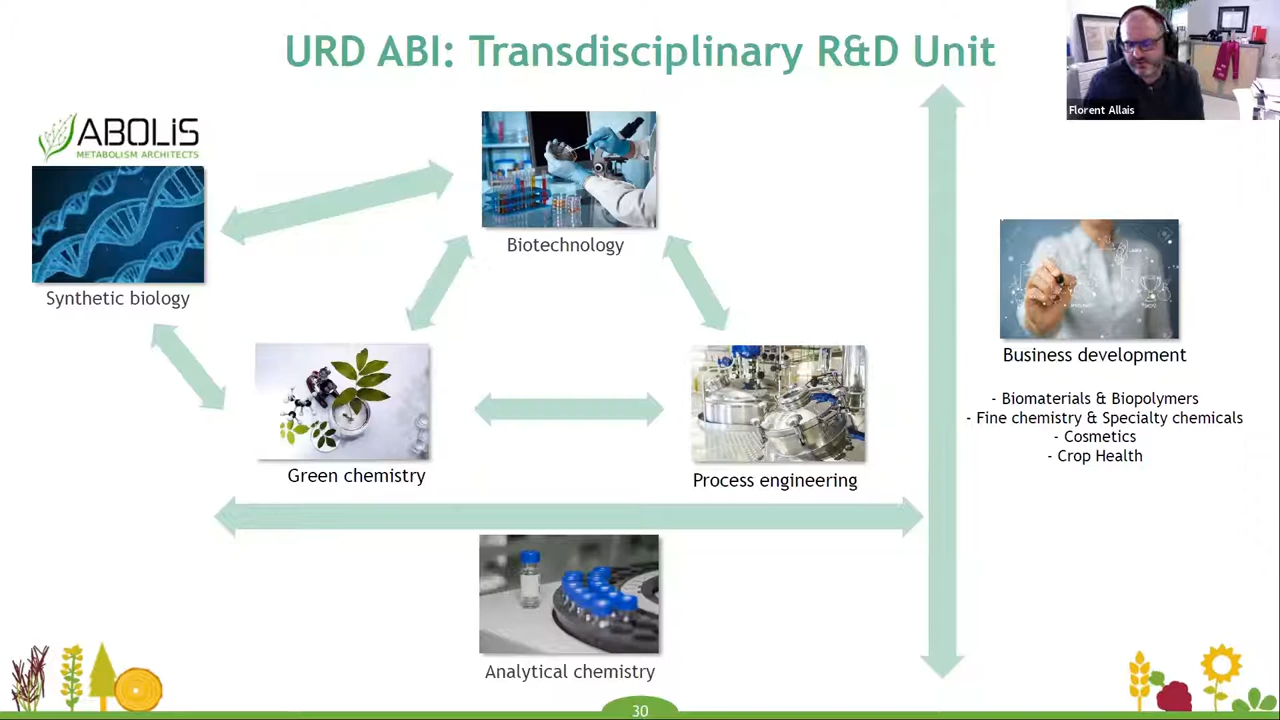 URD ABI: Transdisciplinary R&D Unit
Florent Allais
ABOLiS
METABOLISM ARCHITECTS
Synthetic biology
Biotechnology
Business development
- Biomaterials & Biopolymers
- Fine chemistry & Specialty chemicals
- Cosmetics
- Crop Health
Green chemistry
Process engineering
Analytical chemistry
30